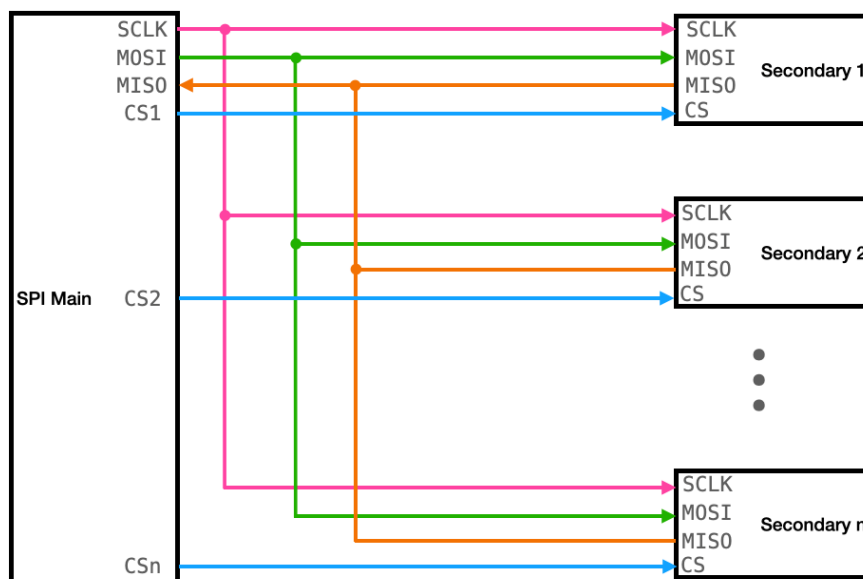 SCLK
MOSI
MISO
CS1
SPI Main
CS2
CSn
SCLK
MOSI
MISO
CS
Secondary 1
SCLK
MOSI
MISO
CS
Secondary 2
SCLK
MOSI
MISO
CS
Secondary n